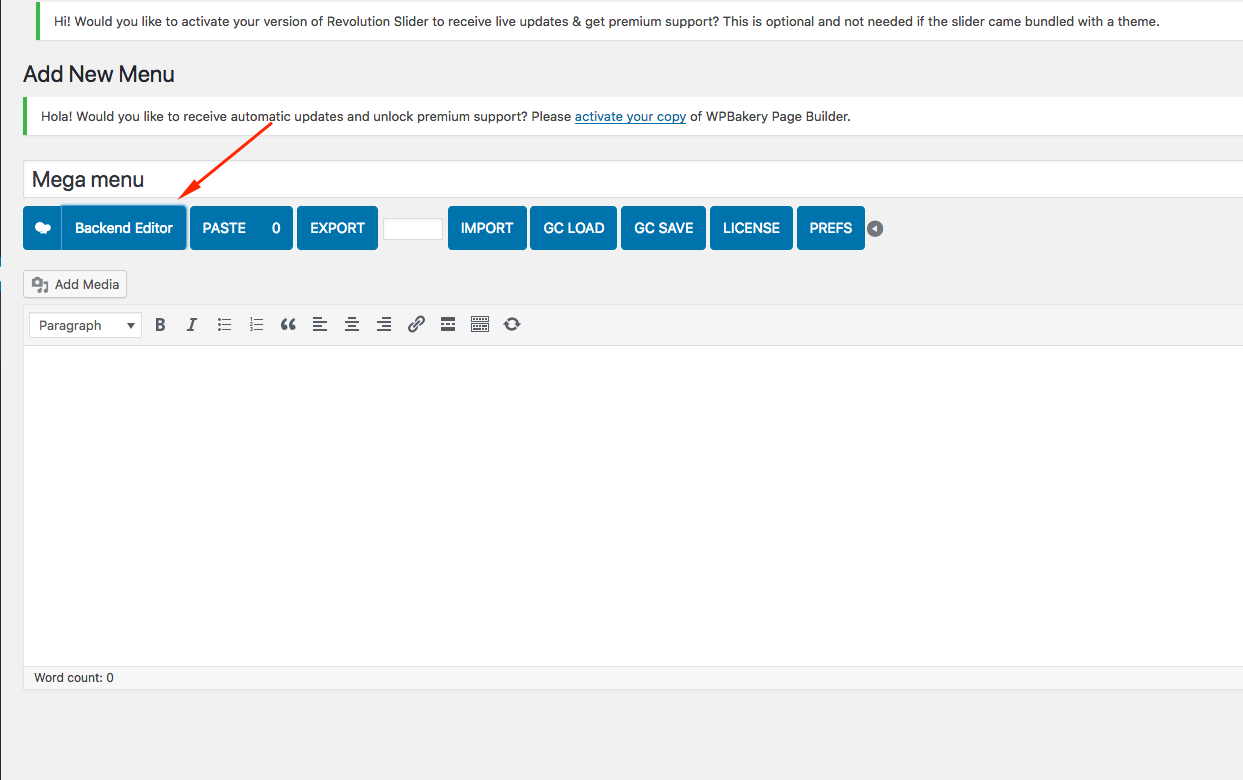 Hi! Would you like to activate your version of Revolution Slider to receive live updates & get premium support? This is optional and not needed if the slider came bundled with a theme.
Add New Menu
Hola! Would you like to receive automatic updates and unlock premium support? Please activate your copy of WPBakery Page Builder.
Mega menu
Backend Editor PASTE 0 EXPORT IMPORT GC LOAD GC SAVE LICENSE PREFS
Add Media
Paragraph
Word count: 0